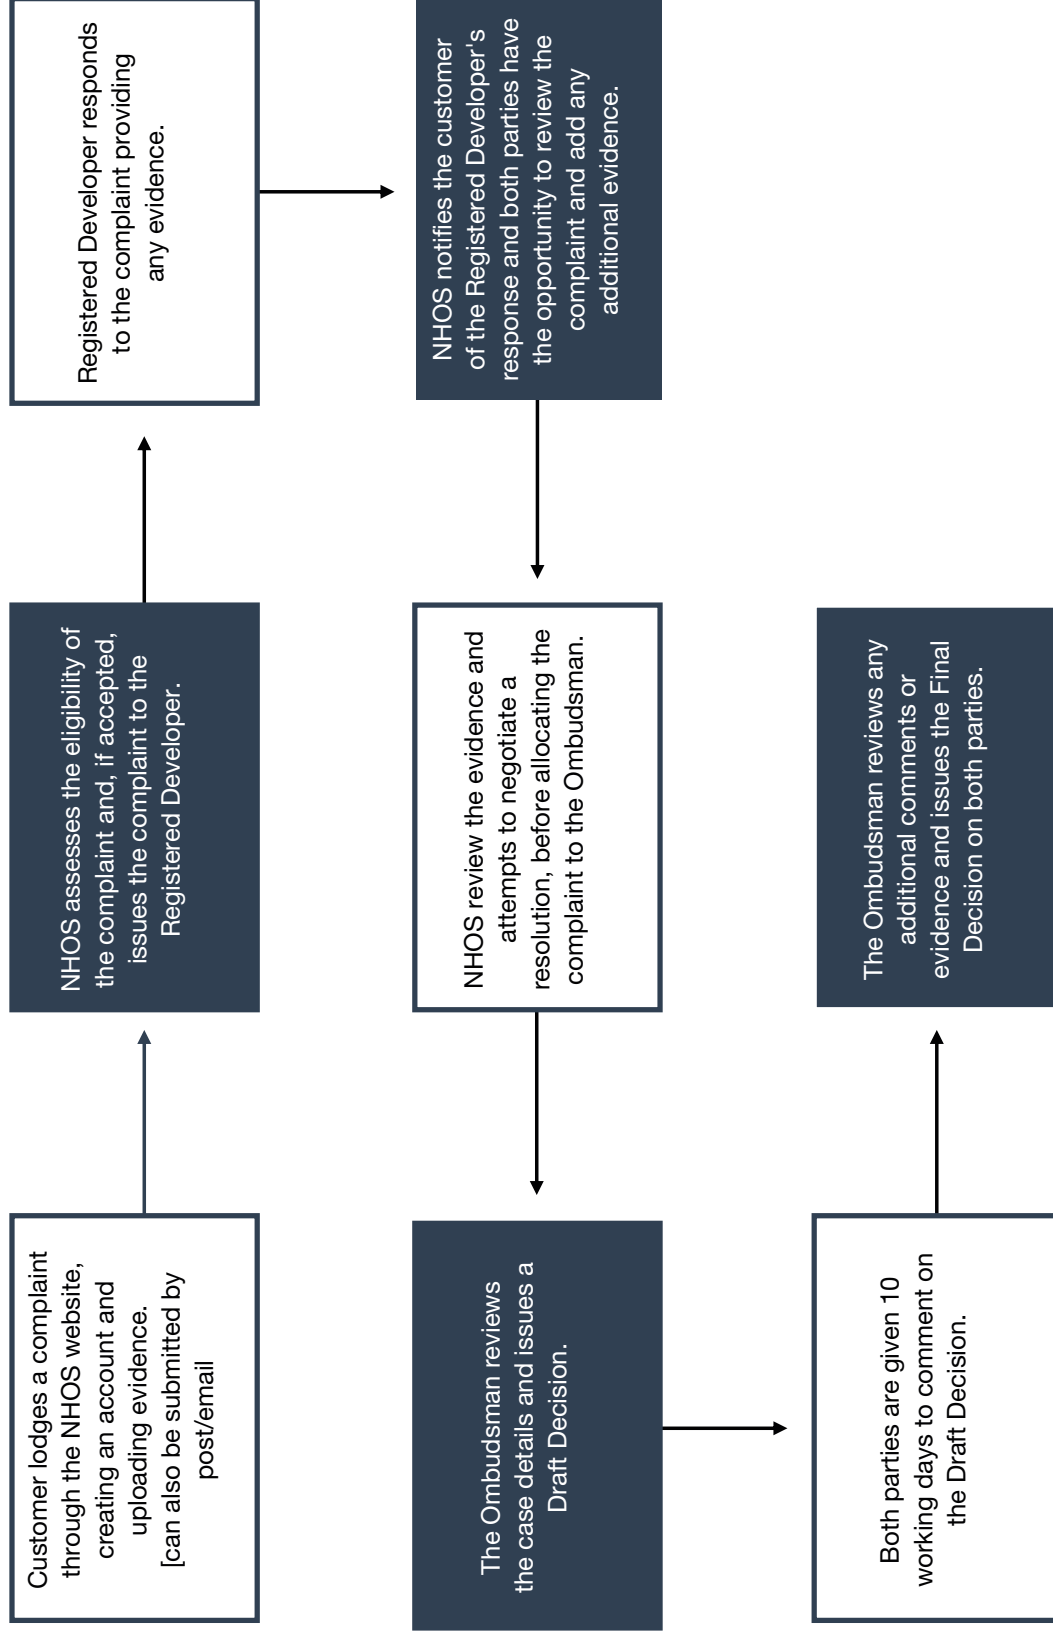 Customer lodges a complaint
through the NHOS website,
creating an account and
uploading evidence.
[can also be submitted by
post/email
NHOS assesses the eligibility of
the complaint and, if accepted,
issues the complaint to the
Registered Developer.
Registered Developer responds
to the complaint providing
any evidence.
NHOS notifies the customer
of the Registered Developer's
response and both parties have
the opportunity to review the
complaint and add any
additional evidence.
NHOS review the evidence and
attempts to negotiate a
resolution, before allocating the
complaint to the Ombudsman.
The Ombudsman reviews
the case details and issues a
Draft Decision.
Both parties are given 10
working days to comment on
the Draft Decision.
The Ombudsman reviews any
additional comments or
evidence and issues the Final
Decision on both parties.